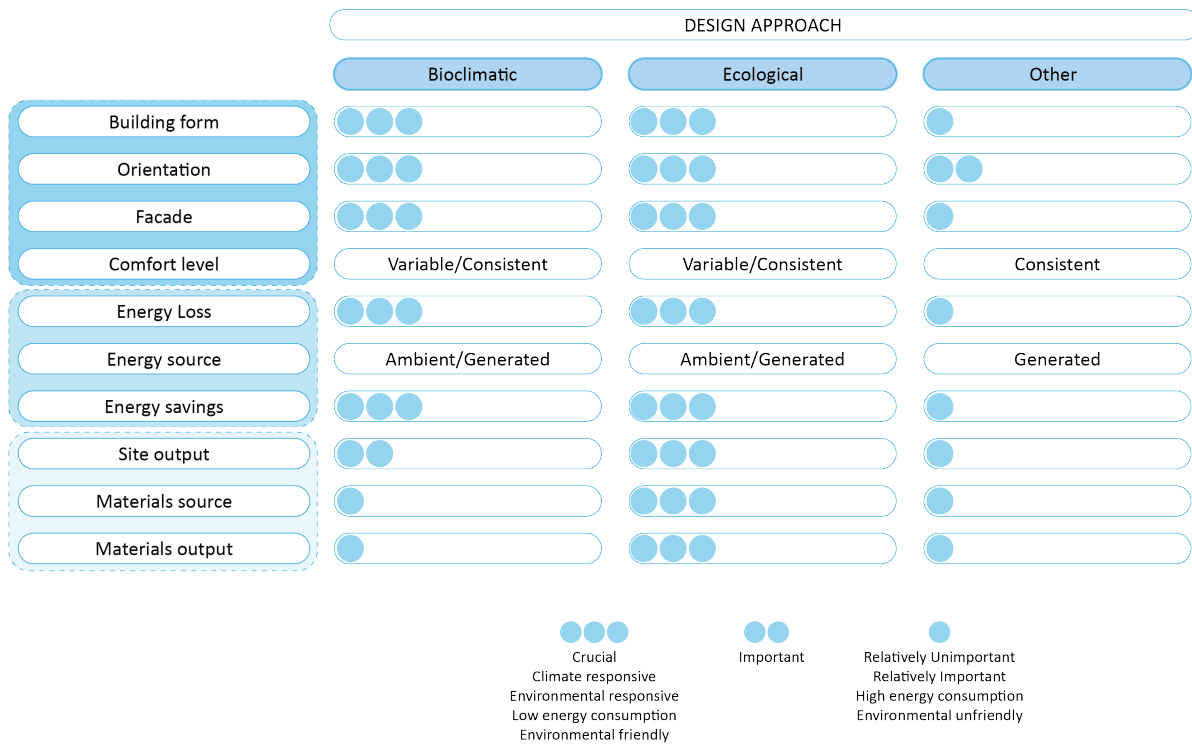 DESIGN APPROACH
Bioclimatic Ecological Other
Building form
Orientation
Facade
Comfort level Variable/Consistent Variable/Consistent Consistent
Energy Loss
Energy source Ambient/Generated Ambient/Generated Generated
Energy savings
Site output
Materials source
Materials output
Crucial
Climate responsive
Environmental responsive
Low energy consumption
Environmental friendly
Important
Relatively Unimportant
Relatively Important
High energy consumption
Environmental unfriendly